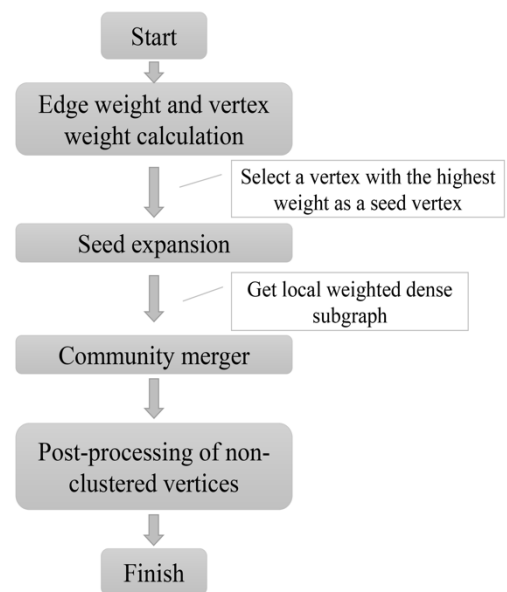 Start
Edge weight and vertex
weight calculation
Select a vertex with the highest
weight as a seed vertex
Seed expansion
Get local weighted dense
subgraph
Community merger
Post-processing of non-
clustered vertices
Finish